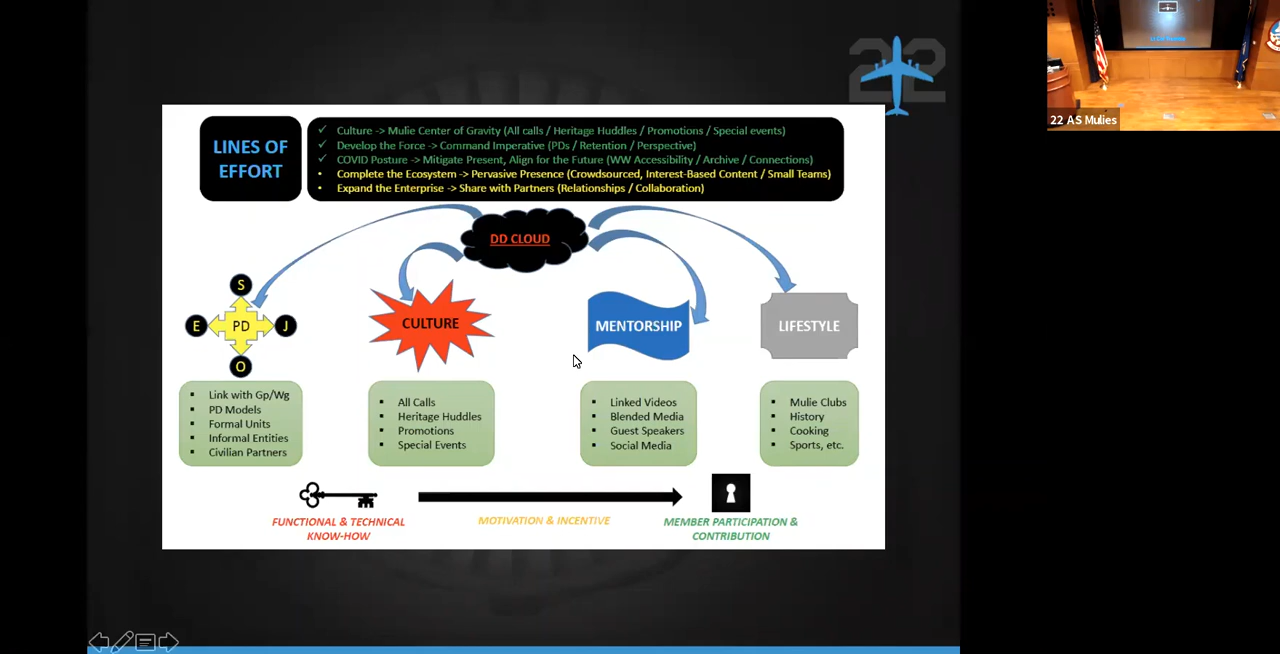 22
22 AS Mulies
LINES OF
EFFORT
✓ Culture -> Mulie Center of Gravity (All calls / Heritage Huddles / Promotions / Special events)
✓ Develop the Force -> Command Imperative (PDs / Retention / Perspective)
✓ COVID Posture -> Mitigate Present, Align for the Future (WW Accessibility / Archive / Connections)
• Complete the Ecosystem -> Pervasive Presence (Crowdsourced, Interest-Based Content / Small Teams)
• Expand the Enterprise -> Share with Partners (Relationships / Collaboration)
DD CLOUD
S
E
PD
J
O
CULTURE
MENTORSHIP
LIFESTYLE
▪ Link with Gp/Wg
▪ PD Models
▪ Formal Units
▪ Informal Entities
▪ Civilian Partners
▪ All Calls
▪ Heritage Huddles
▪ Promotions
▪ Special Events
▪ Linked Videos
▪ Blended Media
▪ Guest Speakers
▪ Social Media
▪ Mulie Clubs
▪ History
▪ Cooking
▪ Sports, etc.
FUNCTIONAL & TECHNICAL
KNOW-HOW
MOTIVATION & INCENTIVE
MEMBER PARTICIPATION &
CONTRIBUTION